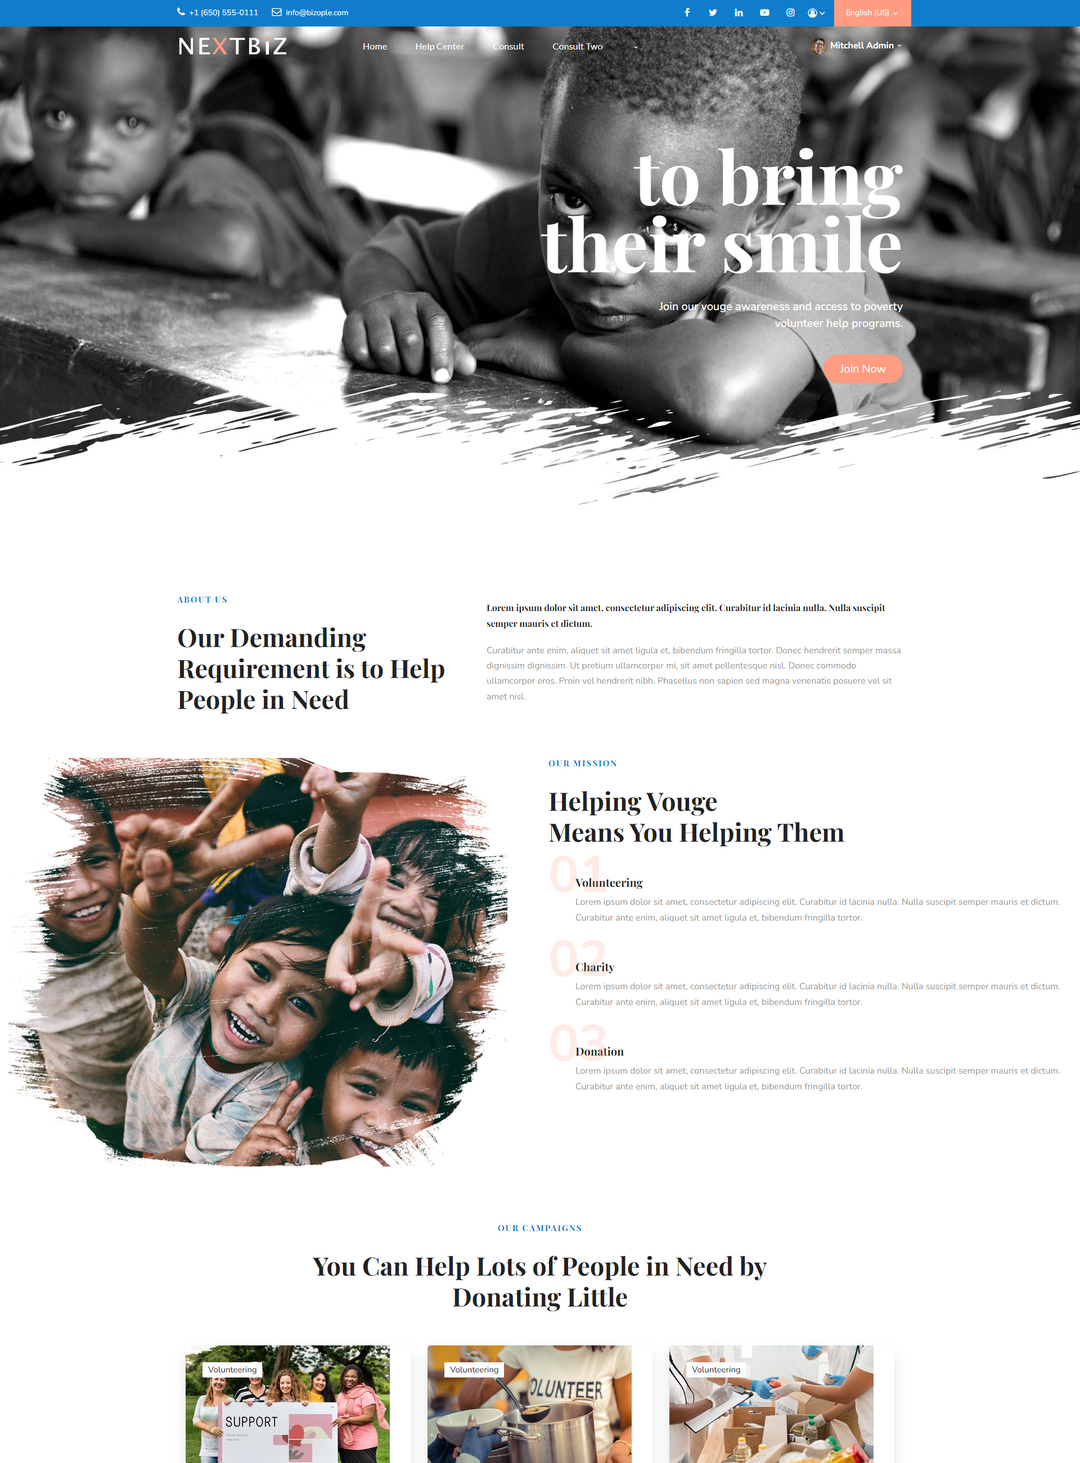 +1 (650) 555-0111
info@bizople.com
English (US)
NEXTBIZ
Home
Help Center
Consult
Consult Two
Mitchell Admin
to bring
their smile
Join our vouge awareness and access to poverty
volunteer help programs.
Join Now
ABOUT US
Our Demanding
Requirement is to Help
People in Need
Lorem ipsum dolor sit amet, consectetur adipiscing elit. Curabitur id lacinia nulla. Nulla suscipit
semper mauris et dictum.
Curabitur ante enim, aliquet sit amet ligula et, bibendum fringilla tortor. Donec hendrerit semper massa
dignissim dignissim. Ut pretium ullamcorper mi, sit amet pellentesque nisl. Donec commodo
ullamcorper eros. Proin vel hendrerit nibh. Phasellus non sapien sed magna venenatis posuere vel sit
amet nisl.
OUR MISSION
Helping Vouge
Means You Helping Them
01
Volunteering
Lorem ipsum dolor sit amet, consectetur adipiscing elit. Curabitur id lacinia nulla. Nulla suscipit semper mauris et dictum.
Curabitur ante enim, aliquet sit amet ligula et, bibendum fringilla tortor.
02
Charity
Lorem ipsum dolor sit amet, consectetur adipiscing elit. Curabitur id lacinia nulla. Nulla suscipit semper mauris et dictum.
Curabitur ante enim, aliquet sit amet ligula et, bibendum fringilla tortor.
03
Donation
Lorem ipsum dolor sit amet, consectetur adipiscing elit. Curabitur id lacinia nulla. Nulla suscipit semper mauris et dictum.
Curabitur ante enim, aliquet sit amet ligula et, bibendum fringilla tortor.
OUR CAMPAIGNS
You Can Help Lots of People in Need by
Donating Little
Volunteering
SUPPORT
Volunteering
VOLUNTEER
Volunteering